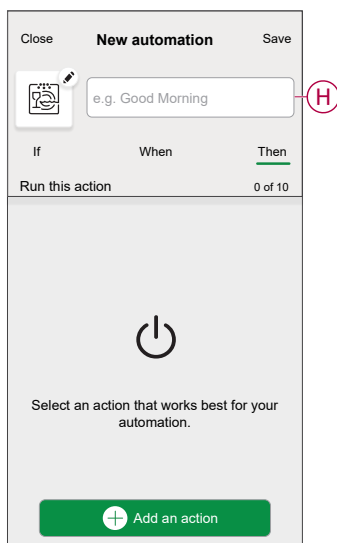 Close New automation Save
e.g. Good Morning
H
If When Then
Run this action 0 of 10
Select an action that works best for your
automation.
Add an action